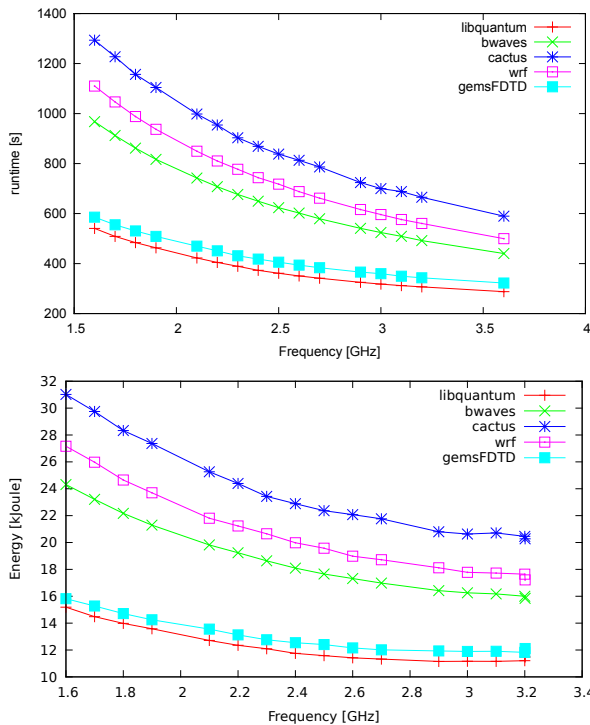 1400
1200
1000
800
600
400
200
runtime [s]
libquantum
bwaves
cactus
wrf
gemsFDTD
1.5 2 2.5 3 3.5 4
Frequency [GHz]
32
30
28
26
24
22
20
18
16
14
12
10
Energy [kjoule]
libquantum
bwaves
cactus
wrf
gemsFDTD
1.6 1.8 2 2.2 2.4 2.6 2.8 3 3.2 3.4
Frequency [GHz]